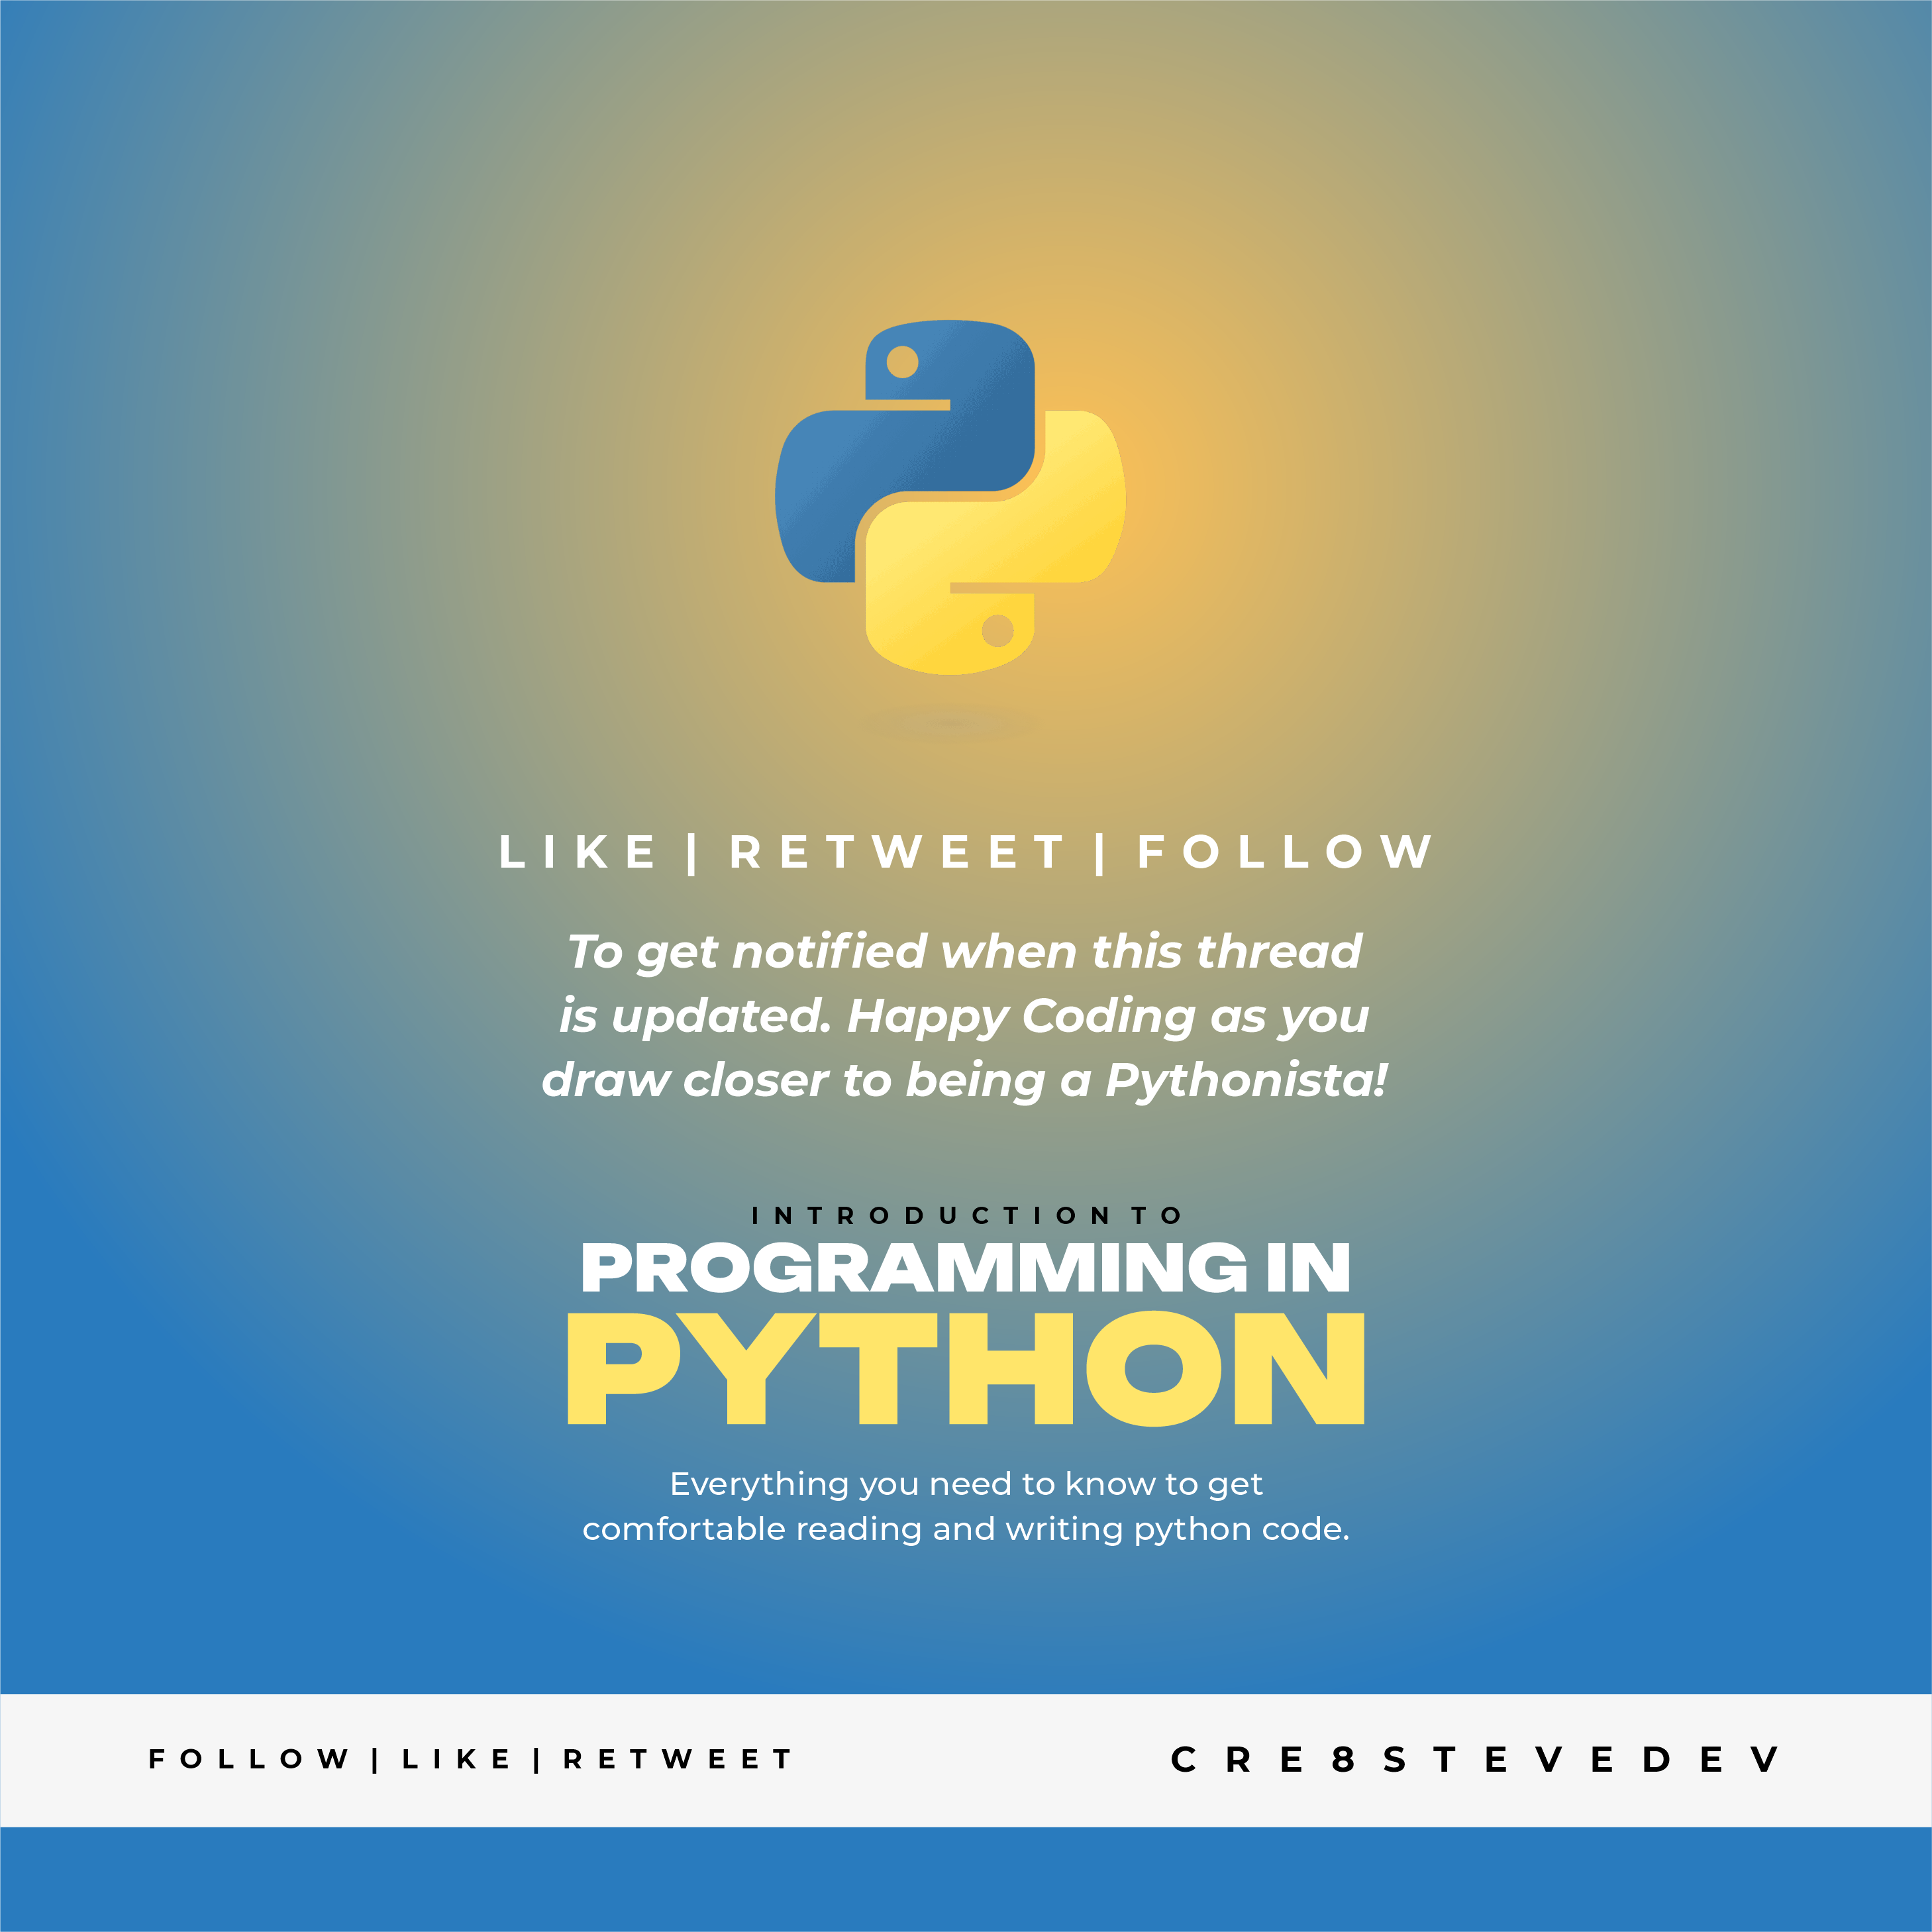 LIKE | RETWEET | FOLLOW
To get notified when this thread
is updated. Happy Coding as you
draw closer to being a Pythonista!
INTRODUCTION TO
PROGRAMMING IN
PYTHON
Everything you need to know to get
comfortable reading and writing python code.
FOLLOW | LIKE | RETWEET
CRE8STEVEDEV